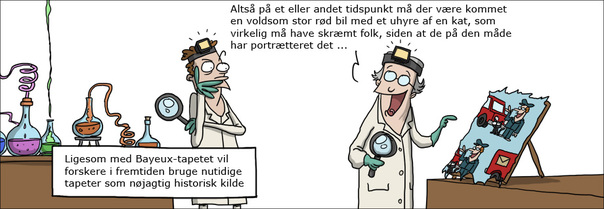 Altså på et eller andet tidspunkt må der være kommet
en voldsom stor rød bil med et uhyre af en kat, som
virkelig må have skræmt folk, siden at de på den måde
har portrætteret det ...
Ligesom med Bayeux-tapetet vil
forskere i fremtiden bruge nutidige
tapeter som nøjagtig historisk kilde